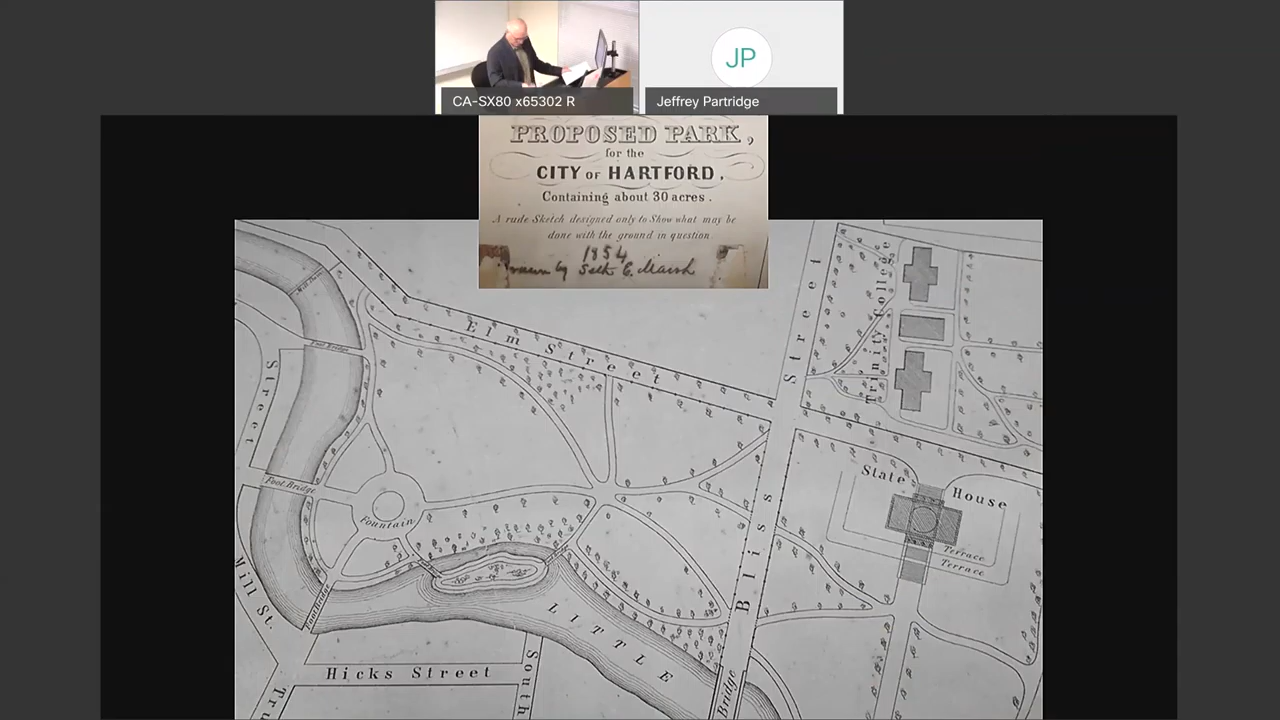 JP
CA-SX80 x65302 R
Jeffrey Partridge
PROPOSED PARK,
for the
CITY OF HARTFORD.
Containing about 30 acres.
A rude Sketch designed only to Show what may be
done with the ground in question
1854
Drawn by Seth E. Marsh
Elm Street
Street
Trinity College
Foot Bridge
Street
State House
Foot Bridge
Fountain
Terrace
Terrace
Bliss
Foot Bridge
Mill St.
LITTLE
Hicks Street
South
Bridge